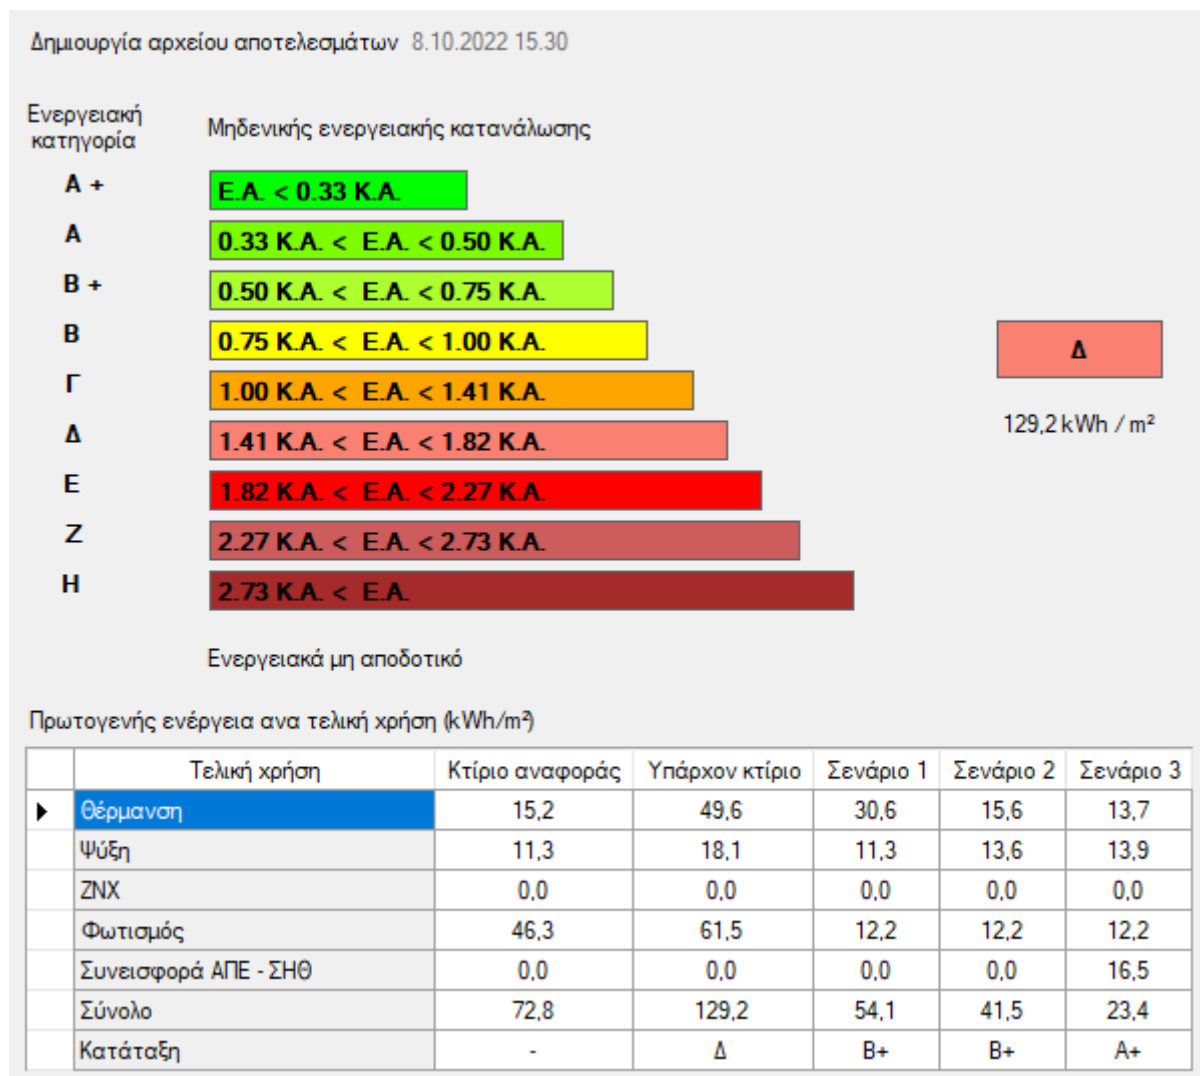 Δημιουργία αρχείου αποτελεσμάτων 8.10.2022 15.30
Ενεργειακή κατηγορία
Μηδενικής ενεργειακής κατανάλωσης
A + E.A. < 0.33 K.A.
A 0.33 K.A. < E.A. < 0.50 K.A.
B + 0.50 K.A. < E.A. < 0.75 K.A.
B 0.75 K.A. < E.A. < 1.00 K.A.
Γ 1.00 K.A. < E.A. < 1.41 K.A.
Δ 1.41 K.A. < E.A. < 1.82 K.A.
E 1.82 K.A. < E.A. < 2.27 K.A.
Z 2.27 K.A. < E.A. < 2.73 K.A.
H 2.73 K.A. < E.A.
Δ
129,2 kWh / m²
Ενεργειακά μη αποδοτικό
Πρωτογενής ενέργεια ανα τελική χρήση (kWh/m²)
Τελική χρήση Κτίριο αναφοράς Υπάρχον κτίριο Σενάριο 1 Σενάριο 2 Σενάριο 3
Θέρμανση 15,2 49,6 30,6 15,6 13,7
Ψύξη 11,3 18,1 11,3 13,6 13,9
ΖΝΧ 0,0 0,0 0,0 0,0 0,0
Φωτισμός 46,3 61,5 12,2 12,2 12,2
Συνεισφορά ΑΠΕ - ΣΗΘ 0,0 0,0 0,0 0,0 16,5
Σύνολο 72,8 129,2 54,1 41,5 23,4
Κατάταξη - Δ B+ B+ A+